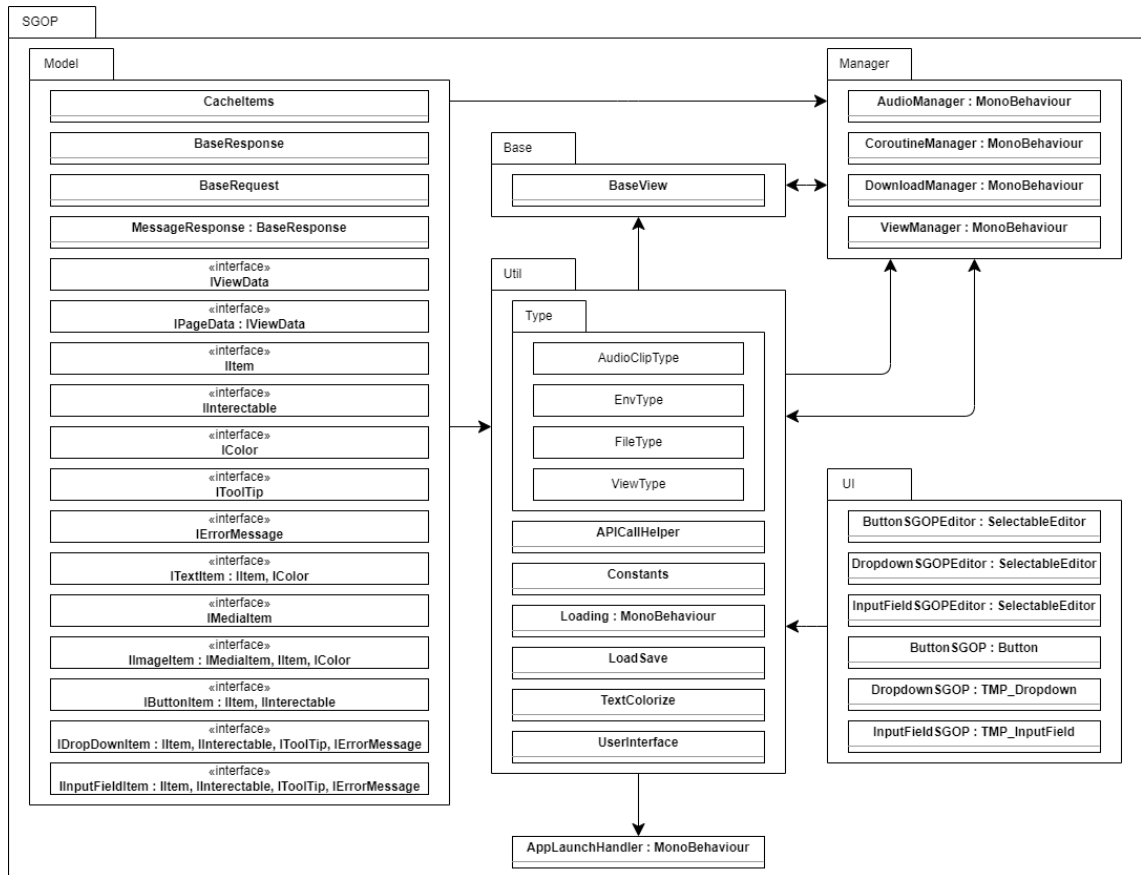 SGOP
Model
CacheItems
BaseResponse
BaseRequest
MessageResponse : BaseResponse
«interface»
IViewData
«interface»
IPageData : IViewData
«interface»
IItem
«interface»
IInterectable
«interface»
IColor
«interface»
IToolTip
«interface»
IErrorMessage
«interface»
ITextItem : IItem, IColor
«interface»
IMediaItem
«interface»
IImageItem : IMediaItem, IItem, IColor
«interface»
IButtonItem : IItem, IInterectable
«interface»
IDropDownItem : IItem, IInterectable, IToolTip, IErrorMessage
«interface»
IInputFieldItem : IItem, IInterectable, IToolTip, IErrorMessage
Base
BaseView
Util
Type
AudioClipType
EnvType
FileType
ViewType
APICallHelper
Constants
Loading : MonoBehaviour
LoadSave
TextColorize
UserInterface
AppLaunchHandler : MonoBehaviour
Manager
AudioManager : MonoBehaviour
CoroutineManager : MonoBehaviour
DownloadManager : MonoBehaviour
ViewManager : MonoBehaviour
UI
ButtonSGOPEditor : SelectableEditor
DropdownSGOPEditor : SelectableEditor
InputFieldSGOPEditor : SelectableEditor
ButtonSGOP : Button
DropdownSGOP : TMP_Dropdown
InputFieldSGOP : TMP_InputField